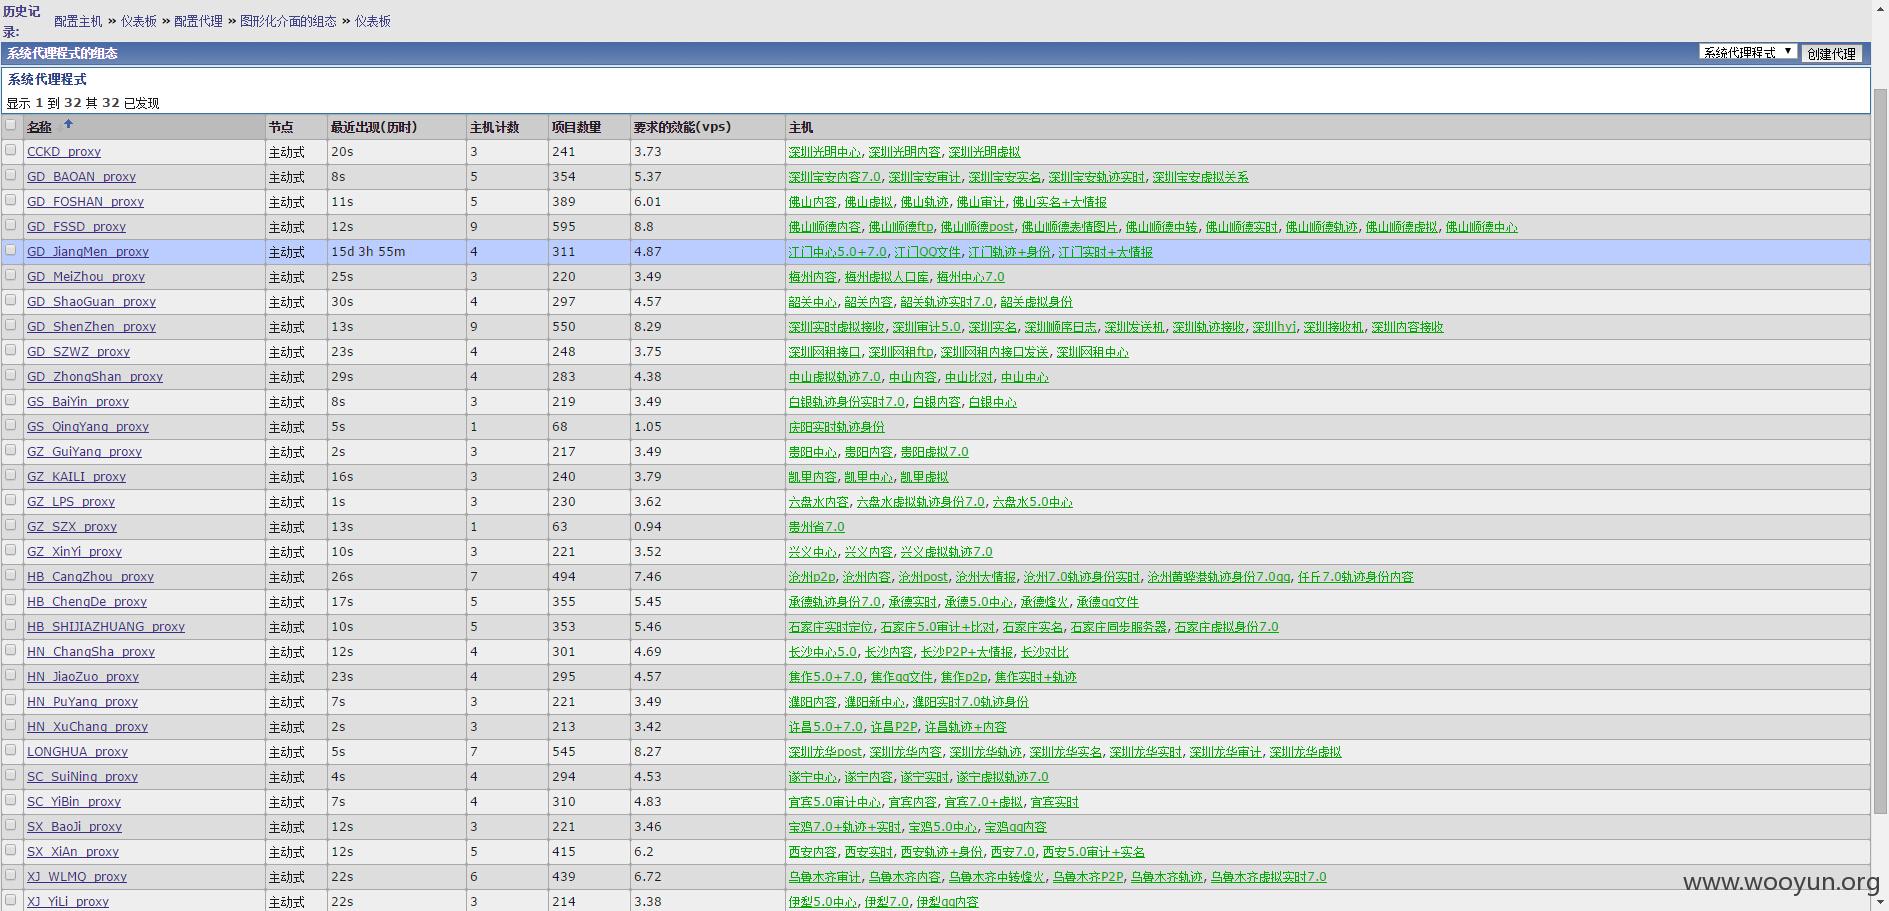 历史记录: 配置主机 » 仪表板 » 配置代理 » 图形化介面的组态 » 仪表板
系统代理程式的组态 系统代理程式 创建代理
系统代理程式
显示 1 到 32 其 32 已发现
名称 节点 最近出现(历时) 主机计数 项目数量 要求的效能(vps) 主机
CCKD_proxy 主动式 20s 3 241 3.73 深圳光明中心, 深圳光明内容, 深圳光明虚拟
GD_BAOAN_proxy 主动式 8s 5 354 5.37 深圳宝安内容7.0, 深圳宝安审计, 深圳宝安实名, 深圳宝安轨迹实时, 深圳宝安虚拟关系
GD_FOSHAN_proxy 主动式 11s 5 389 6.01 佛山内容, 佛山虚拟, 佛山轨迹, 佛山审计, 佛山实名+大情报
GD_FSSD_proxy 主动式 12s 9 595 8.8 佛山顺德内容, 佛山顺德ftp, 佛山顺德post, 佛山顺德表情图片, 佛山顺德中转, 佛山顺德实时, 佛山顺德轨迹, 佛山顺德虚拟, 佛山顺德中心
GD_JiangMen_proxy 主动式 15d 3h 55m 4 311 4.87 江门中心5.0+7.0, 江门QQ文件, 江门轨迹+身份, 江门实时+大情报
GD_MeiZhou_proxy 主动式 25s 3 220 3.49 梅州内容, 梅州虚拟人口库, 梅州中心7.0
GD_ShaoGuan_proxy 主动式 30s 4 297 4.57 韶关中心, 韶关内容, 韶关轨迹实时7.0, 韶关虚拟身份
GD_ShenZhen_proxy 主动式 13s 9 550 8.29 深圳实时虚拟接收, 深圳审计5.0, 深圳实名, 深圳顺序日志, 深圳发送机, 深圳轨迹接收, 深圳hyj, 深圳接收机, 深圳内容接收
GD_SZWZ_proxy 主动式 23s 4 248 3.75 深圳网租接口, 深圳网租ftp, 深圳网租内接口发送, 深圳网租中心
GD_ZhongShan_proxy 主动式 29s 4 283 4.38 中山虚拟轨迹7.0, 中山内容, 中山比对, 中山中心
GS_BaiYin_proxy 主动式 8s 3 219 3.49 白银轨迹身份实时7.0, 白银内容, 白银中心
GS_QingYang_proxy 主动式 5s 1 68 1.05 庆阳实时轨迹身份
GZ_GuiYang_proxy 主动式 2s 3 217 3.49 贵阳中心, 贵阳内容, 贵阳虚拟7.0
GZ_KAILI_proxy 主动式 16s 3 240 3.79 凯里内容, 凯里中心, 凯里虚拟
GZ_LPS_proxy 主动式 1s 3 230 3.62 六盘水内容, 六盘水虚拟轨迹身份7.0, 六盘水5.0中心
GZ_SZX_proxy 主动式 13s 1 63 0.94 贵州省7.0
GZ_XinYi_proxy 主动式 10s 3 221 3.52 兴义中心, 兴义内容, 兴义虚拟轨迹7.0
HB_CangZhou_proxy 主动式 26s 7 494 7.46 沧州p2p, 沧州内容, 沧州post, 沧州大情报, 沧州7.0轨迹身份实时, 沧州黄骅港轨迹身份7.0qq, 任丘7.0轨迹身份内容
HB_ChengDe_proxy 主动式 17s 5 355 5.45 承德轨迹身份7.0, 承德实时, 承德5.0中心, 承德烽火, 承德qq文件
HB_SHIJIAZHUANG_proxy 主动式 10s 5 353 5.46 石家庄实时定位, 石家庄5.0审计+比对, 石家庄实名, 石家庄同步服务器, 石家庄虚拟身份7.0
HN_ChangSha_proxy 主动式 12s 4 301 4.69 长沙中心5.0, 长沙内容, 长沙P2P+大情报, 长沙对比
HN_JiaoZuo_proxy 主动式 23s 4 295 4.57 焦作5.0+7.0, 焦作qq文件, 焦作p2p, 焦作实时+轨迹
HN_PuYang_proxy 主动式 7s 3 221 3.49 濮阳内容, 濮阳新中心, 濮阳实时7.0轨迹身份
HN_XuChang_proxy 主动式 2s 3 213 3.42 许昌5.0+7.0, 许昌P2P, 许昌轨迹+内容
LONGHUA_proxy 主动式 5s 7 545 8.27 深圳龙华post, 深圳龙华内容, 深圳龙华轨迹, 深圳龙华实名, 深圳龙华实时, 深圳龙华审计, 深圳龙华虚拟
SC_SuiNing_proxy 主动式 4s 4 294 4.53 遂宁中心, 遂宁内容, 遂宁实时, 遂宁虚拟轨迹7.0
SC_YiBin_proxy 主动式 7s 4 310 4.83 宜宾5.0审计中心, 宜宾内容, 宜宾7.0+虚拟, 宜宾实时
SX_BaoJi_proxy 主动式 12s 3 221 3.46 宝鸡7.0+轨迹+实时, 宝鸡5.0中心, 宝鸡qq内容
SX_XiAn_proxy 主动式 12s 5 415 6.2 西安内容, 西安实时, 西安轨迹+身份, 西安7.0, 西安5.0审计+实名
XJ_WLMQ_proxy 主动式 22s 6 439 6.72 乌鲁木齐审计, 乌鲁木齐内容, 乌鲁木齐中转烽火, 乌鲁木齐P2P, 乌鲁木齐轨迹, 乌鲁木齐虚拟实时7.0
XJ_YiLi_proxy 主动式 22s 3 214 3.38 伊犁5.0中心, 伊犁7.0, 伊犁qq内容
www.wooyun.org